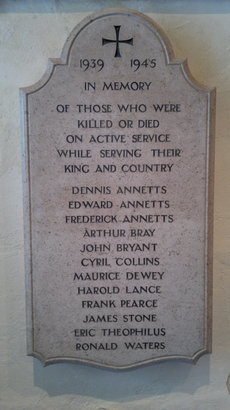 1939 1945
IN MEMORY
OF THOSE WHO WERE
KILLED OR DIED
ON ACTIVE SERVICE
WHILE SERVING THEIR
KING AND COUNTRY
DENNIS ANNETTS
EDWARD ANNETTS
FREDERICK ANNETTS
ARTHUR BRAY
JOHN BRYANT
CYRIL COLLINS
MAURICE DEWEY
HAROLD LANCE
FRANK PEARCE
JAMES STONE
ERIC THEOPHILUS
RONALD WATERS